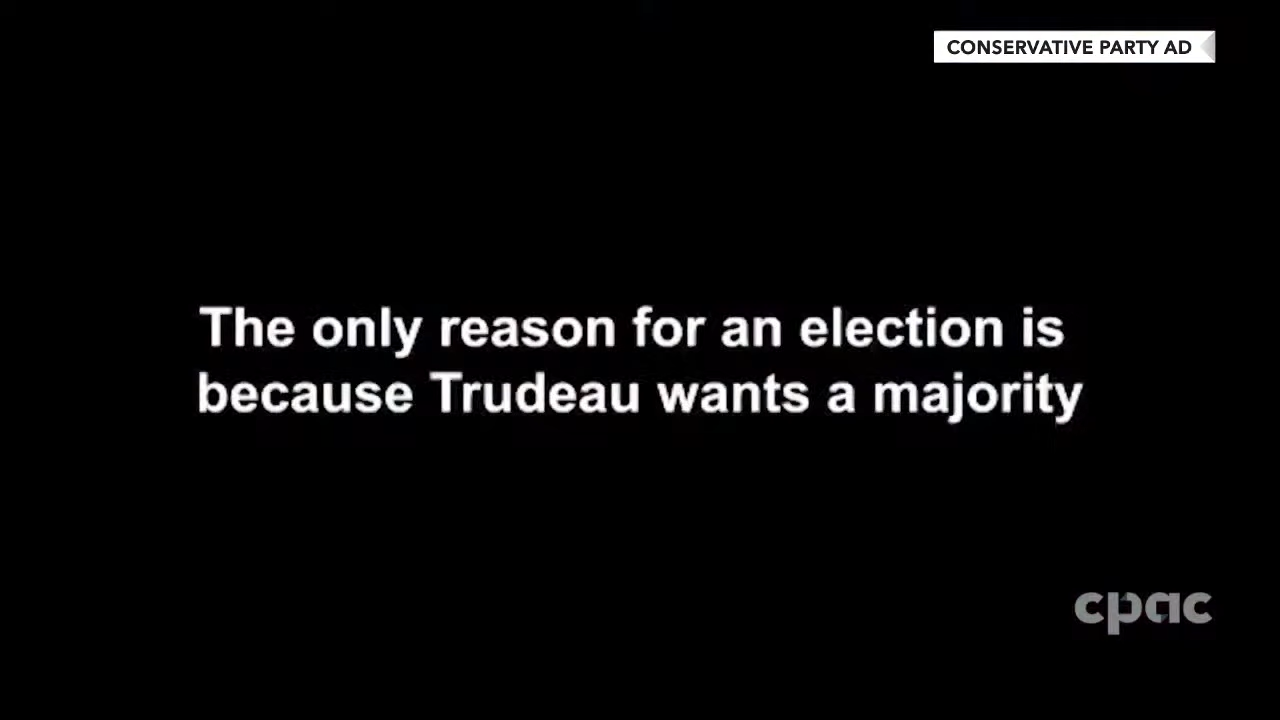 CONSERVATIVE PARTY AD
The only reason for an election is
because Trudeau wants a majority
cpac